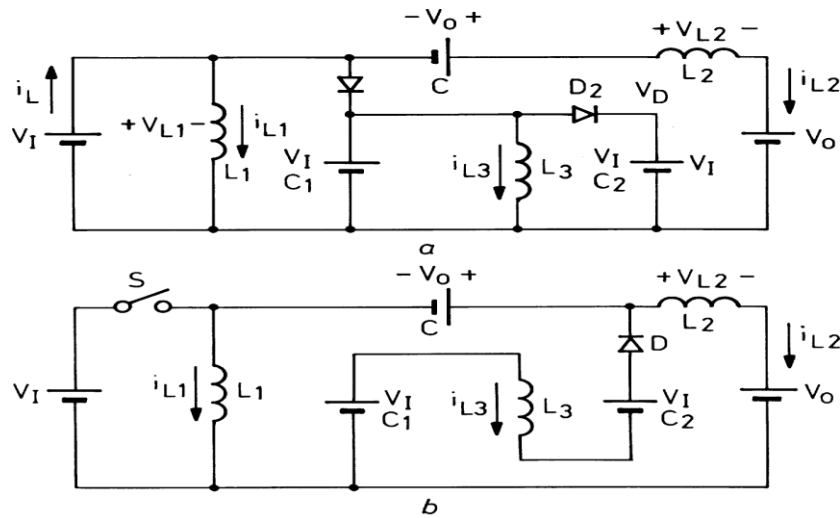 - VO +
+ VL2 -
iL
VI
+ VL1 -
iL1
L1
C
L2
D2
VD
iL2
VI
C1
iL3
L3
VI
C2
VI
VO
a
S
- VO +
+ VL2 -
C
L2
D
iL2
VI
iL1
L1
VI
C1
iL3
L3
VI
C2
VO
b